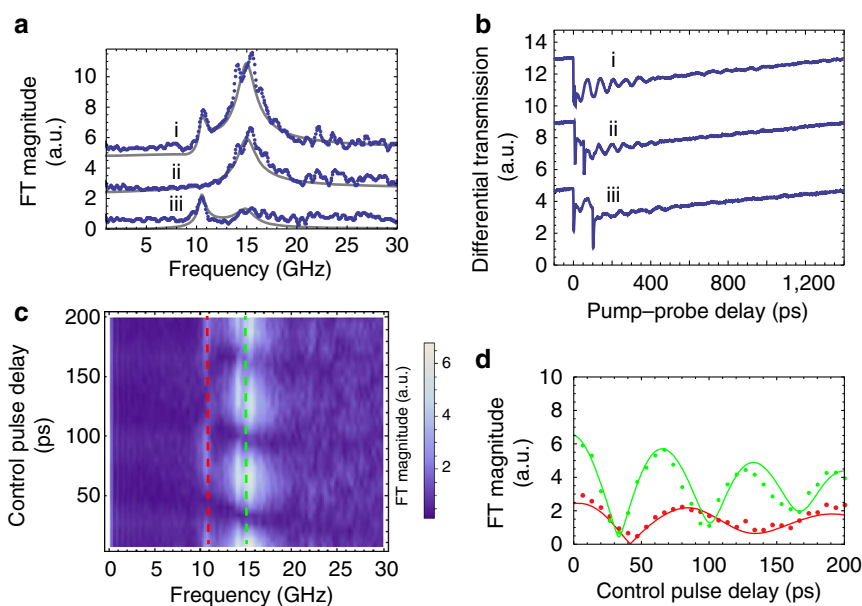 a
FT magnitude
(a.u.)
10
8
6
4
2
0
i
ii
iii
5 10 15 20 25 30
Frequency (GHz)
b
Differential transmission
(a.u.)
14
12
10
8
6
4
2
0
i
ii
iii
0 400 800 1,200
Pump–probe delay (ps)
c
Control pulse delay
(ps)
200
150
100
50
0 5 10 15 20 25 30
Frequency (GHz)
FT magnitude (a.u.)
6
4
2
d
FT magnitude
(a.u.)
10
8
6
4
2
0
0 50 100 150 200
Control pulse delay (ps)